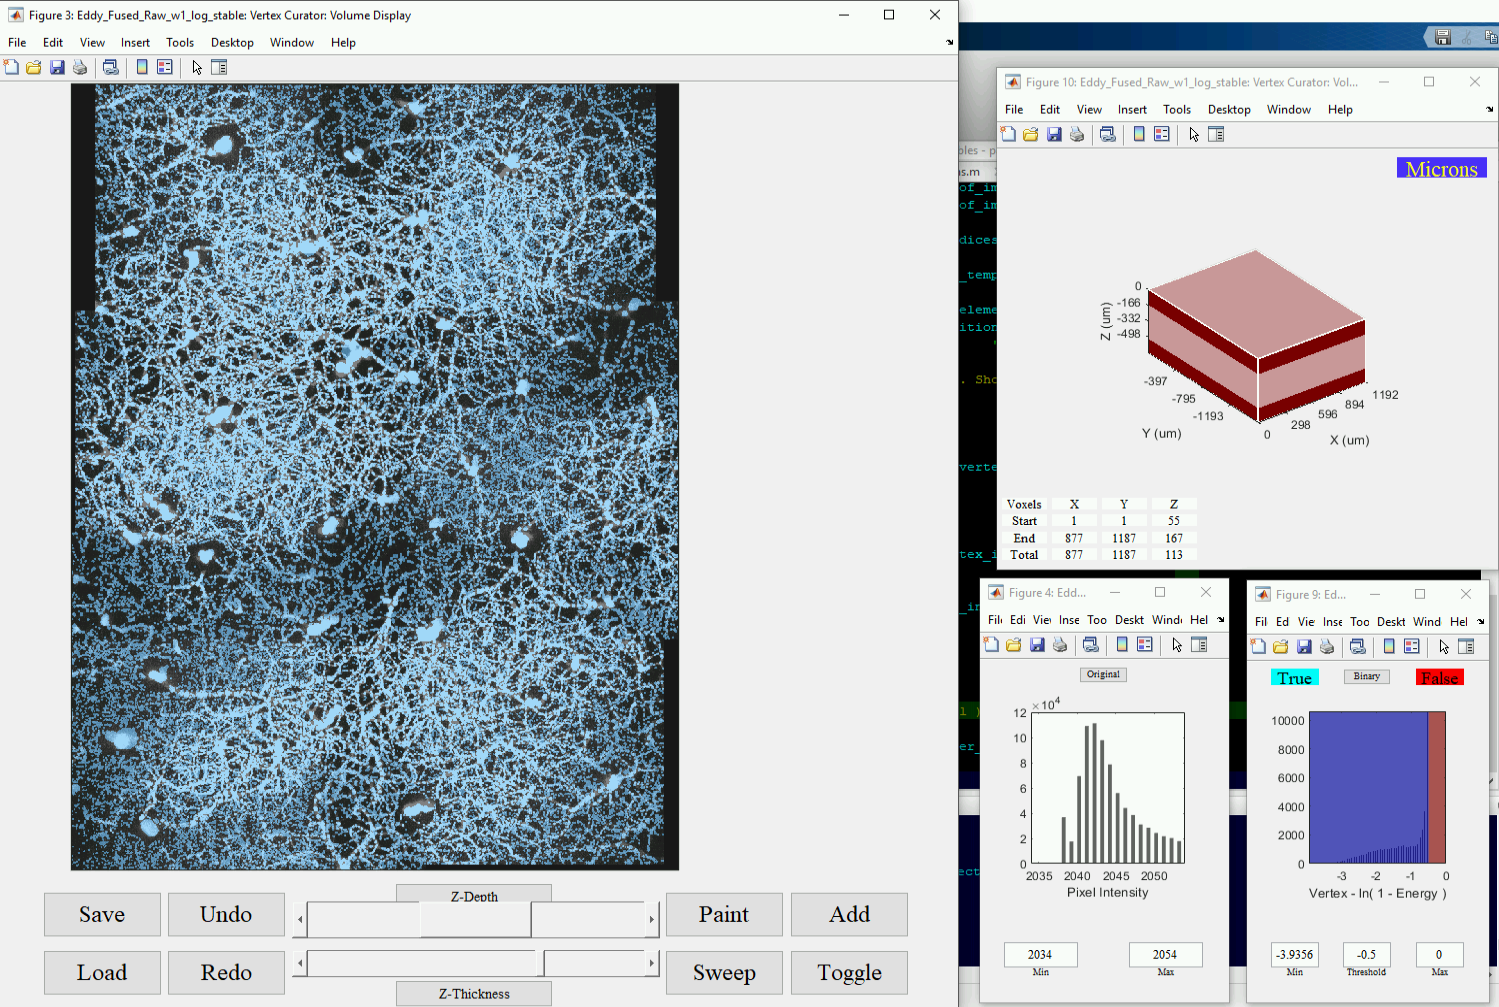 Figure 3: Eddy_Fused_Raw_w1_log_stable: Vertex Curator: Volume Display
File Edit View Insert Tools Desktop Window Help
Save Undo Z-Depth Paint Add
Load Redo Z-Thickness Sweep Toggle
bles - p
ns.m
of_im
of_im
dices
_temp
eleme
ition
. Sho
verte
tex_i
_in
1 )
er_
ect
Figure 10: Eddy_Fused_Raw_w1_log_stable: Vertex Curator: Vol...
File Edit View Insert Tools Desktop Window Help
Microns
Z (um)
0
-166
-332
-498
-397
-795
-1193
Y (um)
0
298
596
894
1192
X (um)
Voxels X Y Z
Start 1 1 55
End 877 1187 167
Total 877 1187 113
Figure 4: Edd...
Fil Edi Vie Inse Too Deskt Wind Hel
Original
×10^4
12
10
8
6
4
2
0
2035 2040 2045 2050
Pixel Intensity
2034 2054
Min Max
Figure 9: Ed...
Fil Ed Vie Inse Too Deskt Wind Hel
True Binary False
10000
8000
6000
4000
2000
0
-3 -2 -1 0
Vertex - ln( 1 - Energy )
-3.9356 -0.5 0
Min Threshold Max